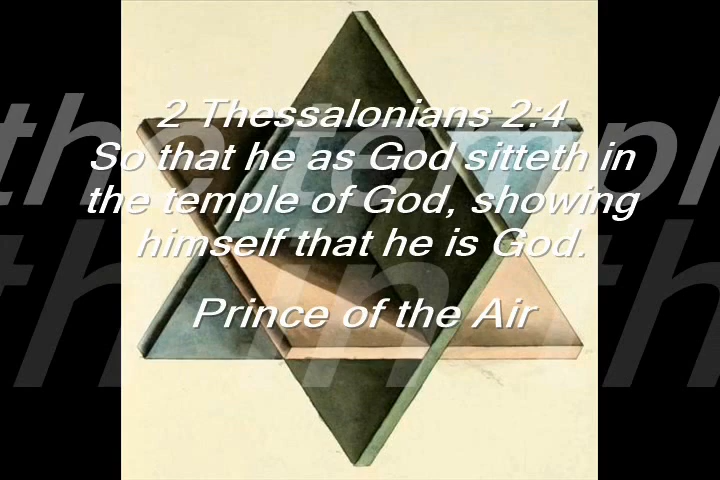 2 Thessalonians 2:4
So that he as God sitteth in
the temple of God, showing
himself that he is God.
Prince of the Air